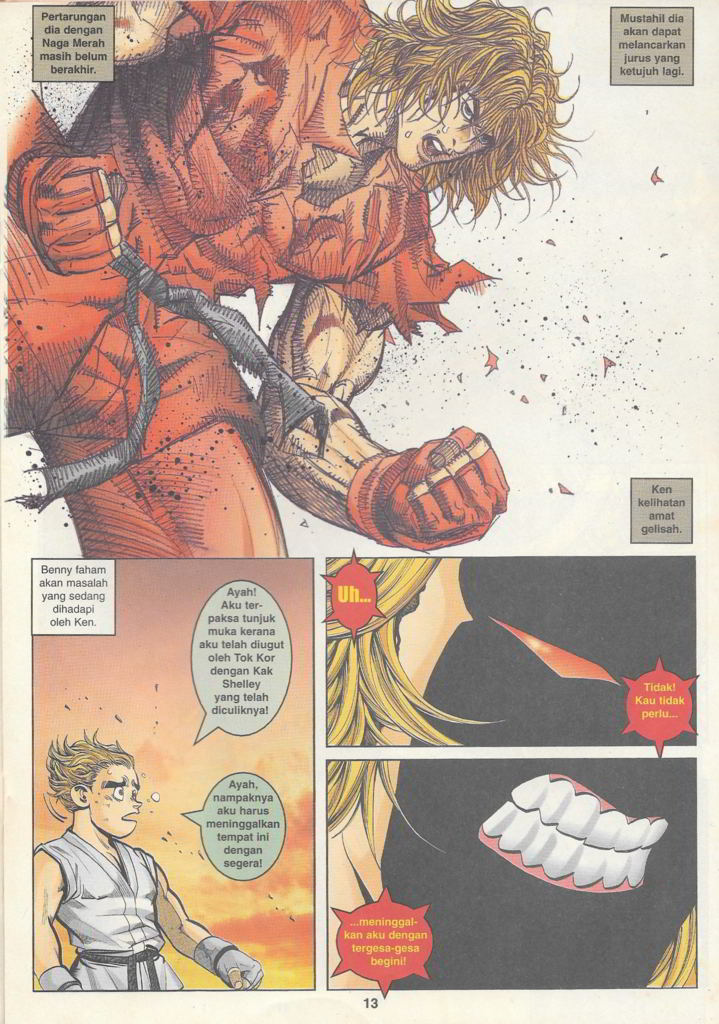 Pertarungan
dia dengan
Naga Merah
masih belum
berakhir.
Mustahil dia
akan dapat
melancarkan
jurus yang
ketujuh lagi.
Ken
kelihatan
amat
gelisah.
Benny faham
akan masalah
yang sedang
dihadapi
oleh Ken.
Ayah!
Aku ter-
paksa tunjuk
muka kerana
aku telah diugut
oleh Tok Kor
dengan Kak
Shelley
yang telah
diculiknya!
Ayah,
nampaknya
aku harus
meninggalkan
tempat ini
dengan
segera!
Uh...
Tidak!
Kau tidak
perlu...
...meninggal-
kan aku dengan
tergesa-gesa
begini!
13